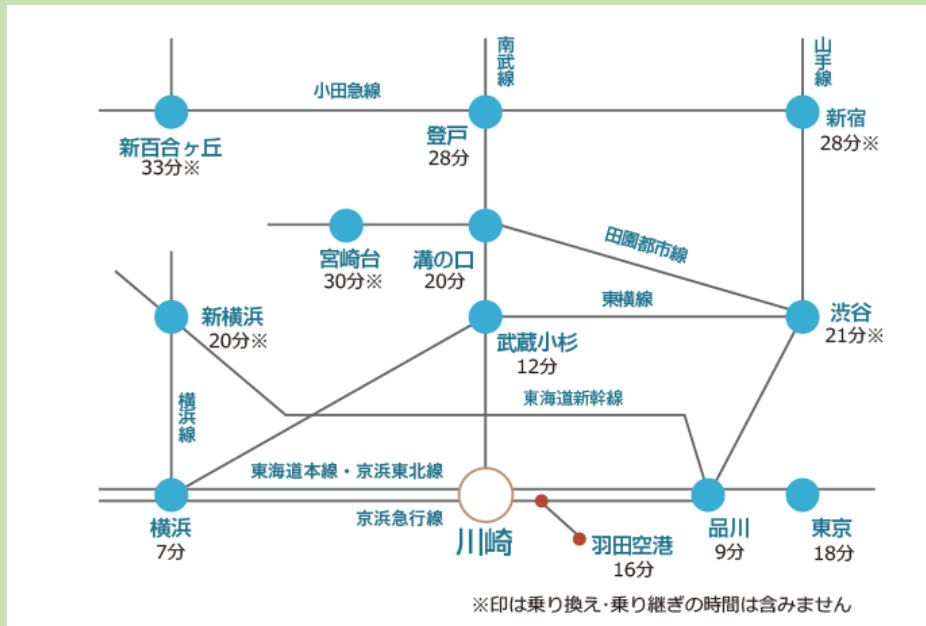 南武線
山手線
小田急線
新百合ヶ丘
33分※
登戸
28分
新宿
28分※
宮崎台
30分※
溝の口
20分
田園都市線
新横浜
20分※
東横線
武蔵小杉
12分
渋谷
21分※
横浜線
東海道新幹線
東海道本線・京浜東北線
京浜急行線
横浜
7分
川崎
羽田空港
16分
品川
9分
東京
18分
※印は乗り換え・乗り継ぎの時間は含みません